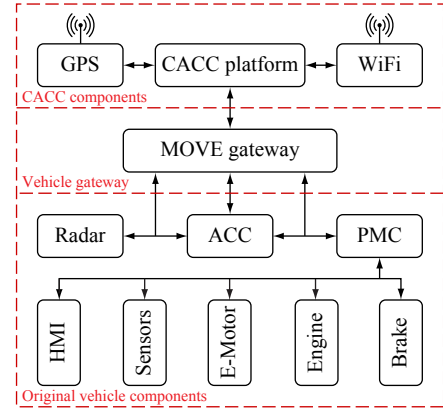 GPS
CACC platform
WiFi
CACC components
MOVE gateway
Vehicle gateway
Radar
ACC
PMC
HMI
Sensors
E-Motor
Engine
Brake
Original vehicle components